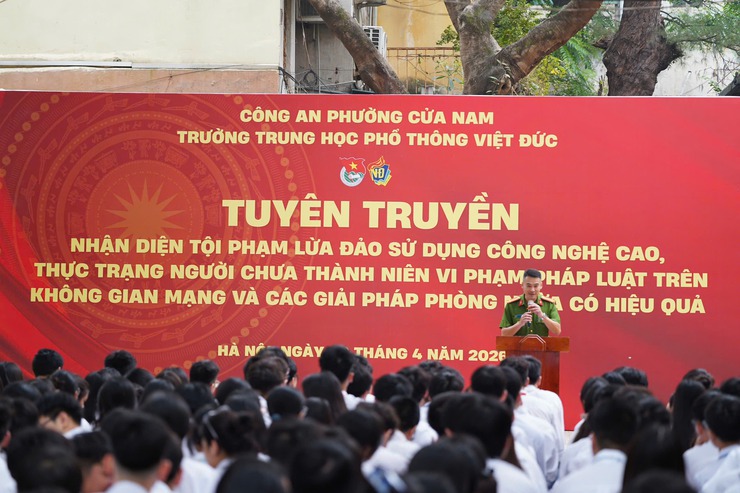 CÔNG AN PHƯỜNG CỬA NAM
TRƯỜNG TRUNG HỌC PHỔ THÔNG VIỆT ĐỨC
TUYÊN TRUYỀN
NHẬN DIỆN TỘI PHẠM LỪA ĐẢO SỬ DỤNG CÔNG NGHỆ CAO,
THỰC TRẠNG NGƯỜI CHƯA THÀNH NIÊN VI PHẠM PHÁP LUẬT TRÊN
KHÔNG GIAN MẠNG VÀ CÁC GIẢI PHÁP PHÒNG CÓ HIỆU QUẢ
HÀ NỘI, NGÀY THÁNG 4 NĂM 2026